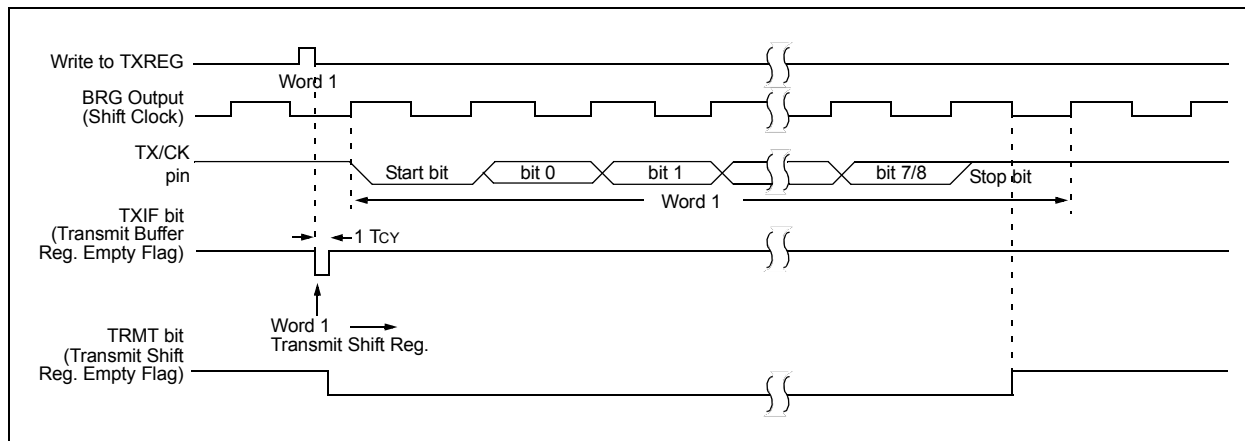 Write to TXREG
Word 1
BRG Output
(Shift Clock)
TX/CK
pin
Start bit
bit 0
bit 1
bit 7/8
Stop bit
Word 1
TXIF bit
(Transmit Buffer
Reg. Empty Flag)
1 TCY
Word 1
Transmit Shift Reg.
TRMT bit
(Transmit Shift
Reg. Empty Flag)